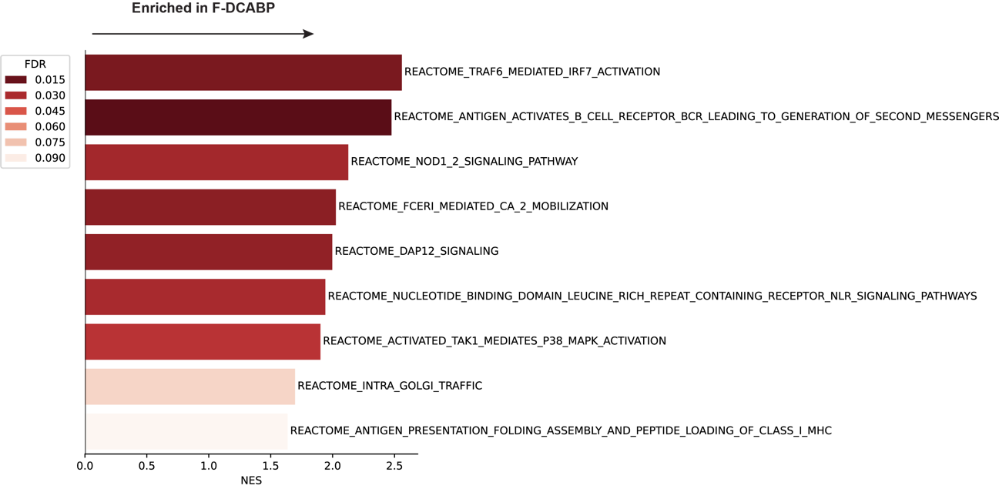 Enriched in F-DCABP
FDR
0.015
0.030
0.045
0.060
0.075
0.090
REACTOME_TRAF6_MEDIATED_IRF7_ACTIVATION
REACTOME_ANTIGEN_ACTIVATES_B_CELL_RECEPTOR_BCR_LEADING_TO_GENERATION_OF_SECOND_MESSENGERS
REACTOME_NOD1_2_SIGNALING_PATHWAY
REACTOME_FCERI_MEDIATED_CA_2_MOBILIZATION
REACTOME_DAP12_SIGNALING
REACTOME_NUCLEOTIDE_BINDING_DOMAIN_LEUCINE_RICH_REPEAT_CONTAINING_RECEPTOR_NLR_SIGNALING_PATHWAYS
REACTOME_ACTIVATED_TAK1_MEDIATES_P38_MAPK_ACTIVATION
REACTOME_INTRA_GOLGI_TRAFFIC
REACTOME_ANTIGEN_PRESENTATION_FOLDING_ASSEMBLY_AND_PEPTIDE_LOADING_OF_CLASS_I_MHC
0.0 0.5 1.0 1.5 2.0 2.5
NES